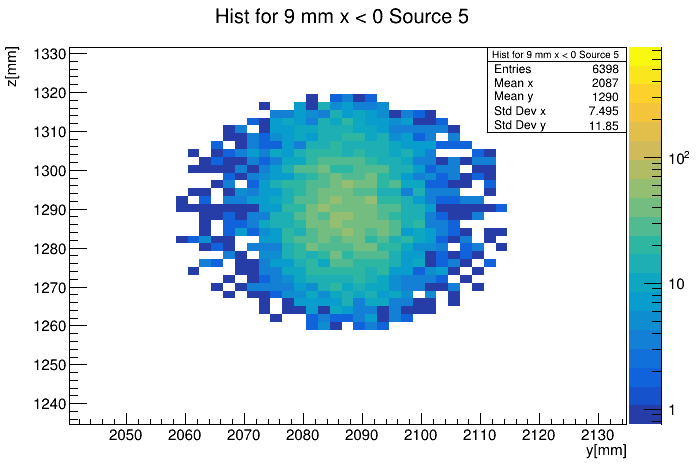 Hist for 9 mm x < 0 Source 5
z[mm]
1330
1320
1310
1300
1290
1280
1270
1260
1250
1240
Hist for 9 mm x < 0 Source 5
Entries 6398
Mean x 2087
Mean y 1290
Std Dev x 7.495
Std Dev y 11.85
10²
10
1
2050 2060 2070 2080 2090 2100 2110 2120 2130
y[mm]